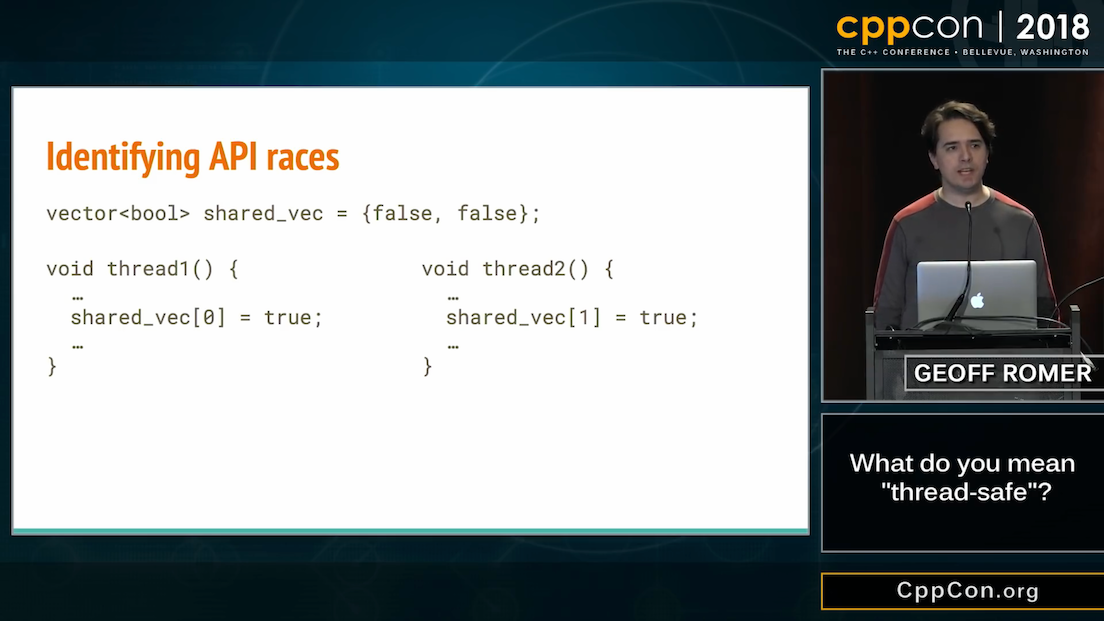 cppcon | 2018
THE C++ CONFERENCE • BELLEVUE, WASHINGTON
Identifying API races
vector<bool> shared_vec = {false, false};
void thread1() {
…
shared_vec[0] = true;
…
}
void thread2() {
…
shared_vec[1] = true;
…
}
GEOFF ROMER
What do you mean
"thread-safe"?
CppCon.org